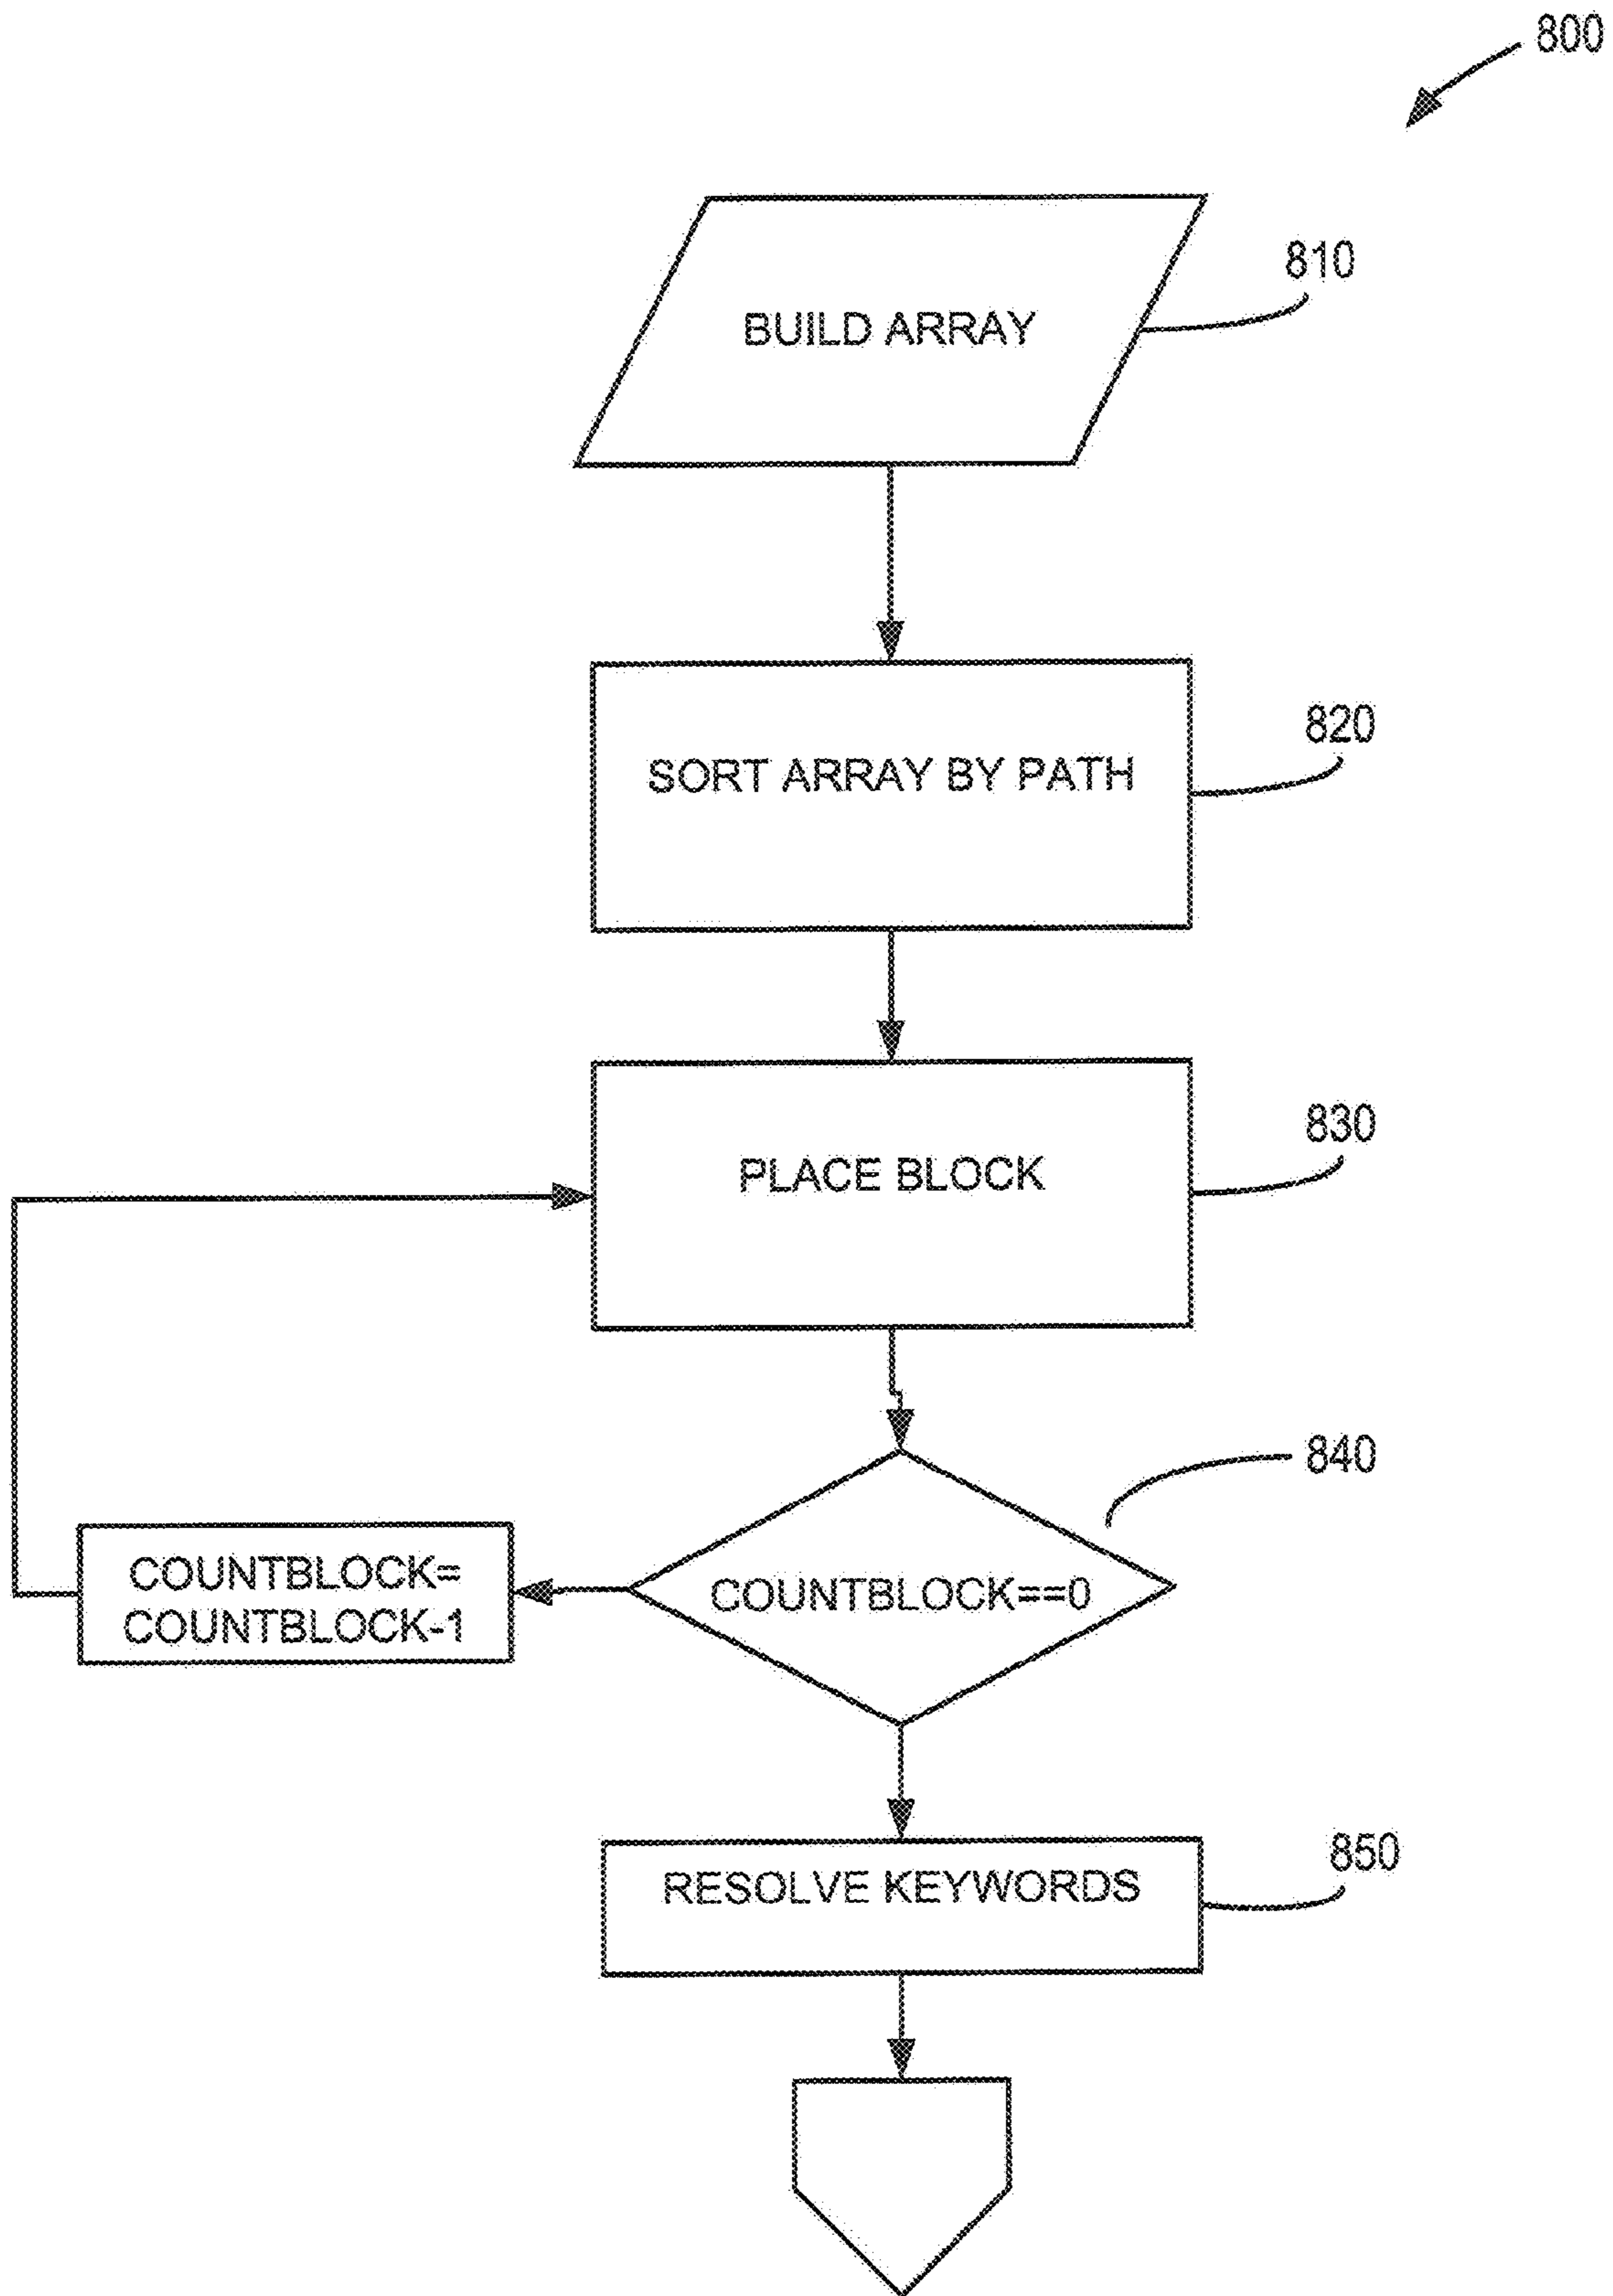 800
BUILD ARRAY
810
SORT ARRAY BY PATH
820
PLACE BLOCK
830
840
COUNTBLOCK=
COUNTBLOCK-1
COUNTBLOCK==0
RESOLVE KEYWORDS
850